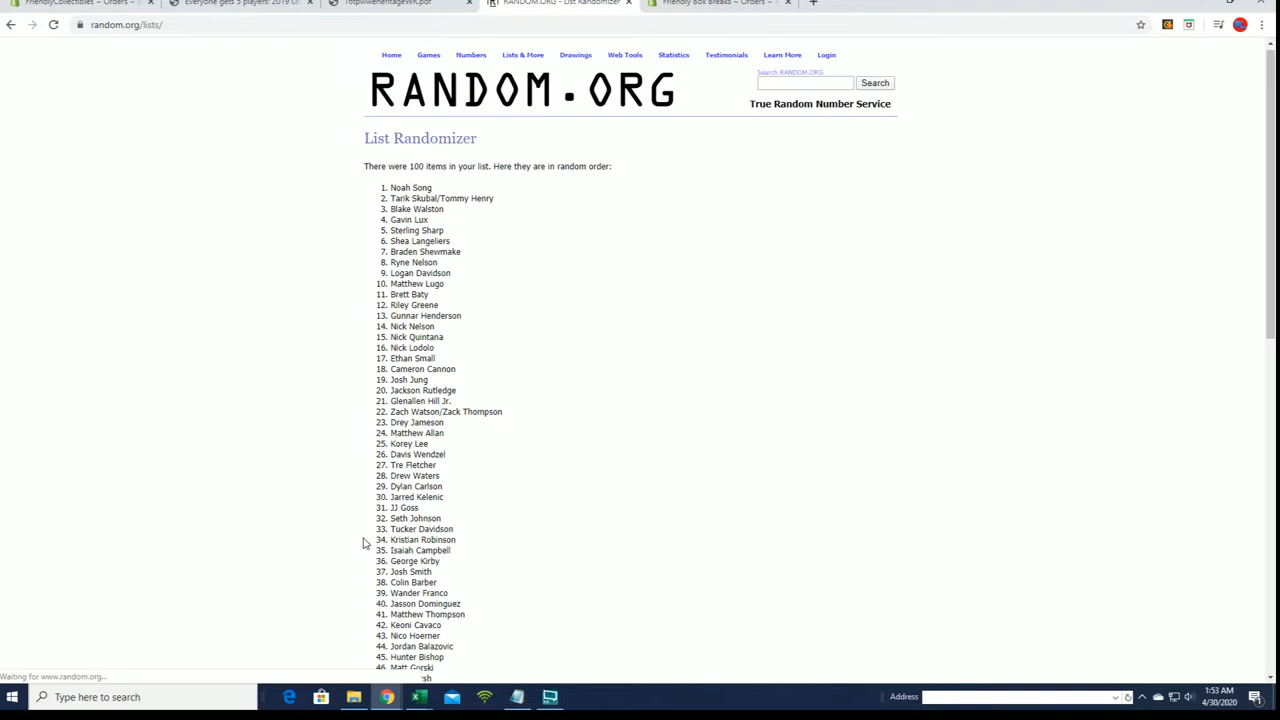 FriendlyCollectibles ~ Orders ~
Everyone gets 5 players: 2019 Le
16tpwweheritageWR.pdf
RANDOM.ORG - List Randomizer
Friendly Box Breaks ~ Orders ~
random.org/lists/
Home Games Numbers Lists & More Drawings Web Tools Statistics Testimonials Learn More Login
RANDOM.ORG
Search RANDOM.ORG
Search
True Random Number Service
List Randomizer
There were 100 items in your list. Here they are in random order:
1. Noah Song
2. Tarik Skubal/Tommy Henry
3. Blake Walston
4. Gavin Lux
5. Sterling Sharp
6. Shea Langeliers
7. Braden Shewmake
8. Ryne Nelson
9. Logan Davidson
10. Matthew Lugo
11. Brett Baty
12. Riley Greene
13. Gunnar Henderson
14. Nick Nelson
15. Nick Quintana
16. Nick Lodolo
17. Ethan Small
18. Cameron Cannon
19. Josh Jung
20. Jackson Rutledge
21. Glenallen Hill Jr.
22. Zach Watson/Zack Thompson
23. Drey Jameson
24. Matthew Allan
25. Korey Lee
26. Davis Wendzel
27. Tre Fletcher
28. Drew Waters
29. Dylan Carlson
30. Jarred Kelenic
31. JJ Goss
32. Seth Johnson
33. Tucker Davidson
34. Kristian Robinson
35. Isaiah Campbell
36. George Kirby
37. Josh Smith
38. Colin Barber
39. Wander Franco
40. Jasson Dominguez
41. Matthew Thompson
42. Keoni Cavaco
43. Nico Hoerner
44. Jordan Balazovic
45. Hunter Bishop
46. Matt Gorski
rsh
Waiting for www.random.org...
Type here to search
Address
1:53 AM
4/30/2020